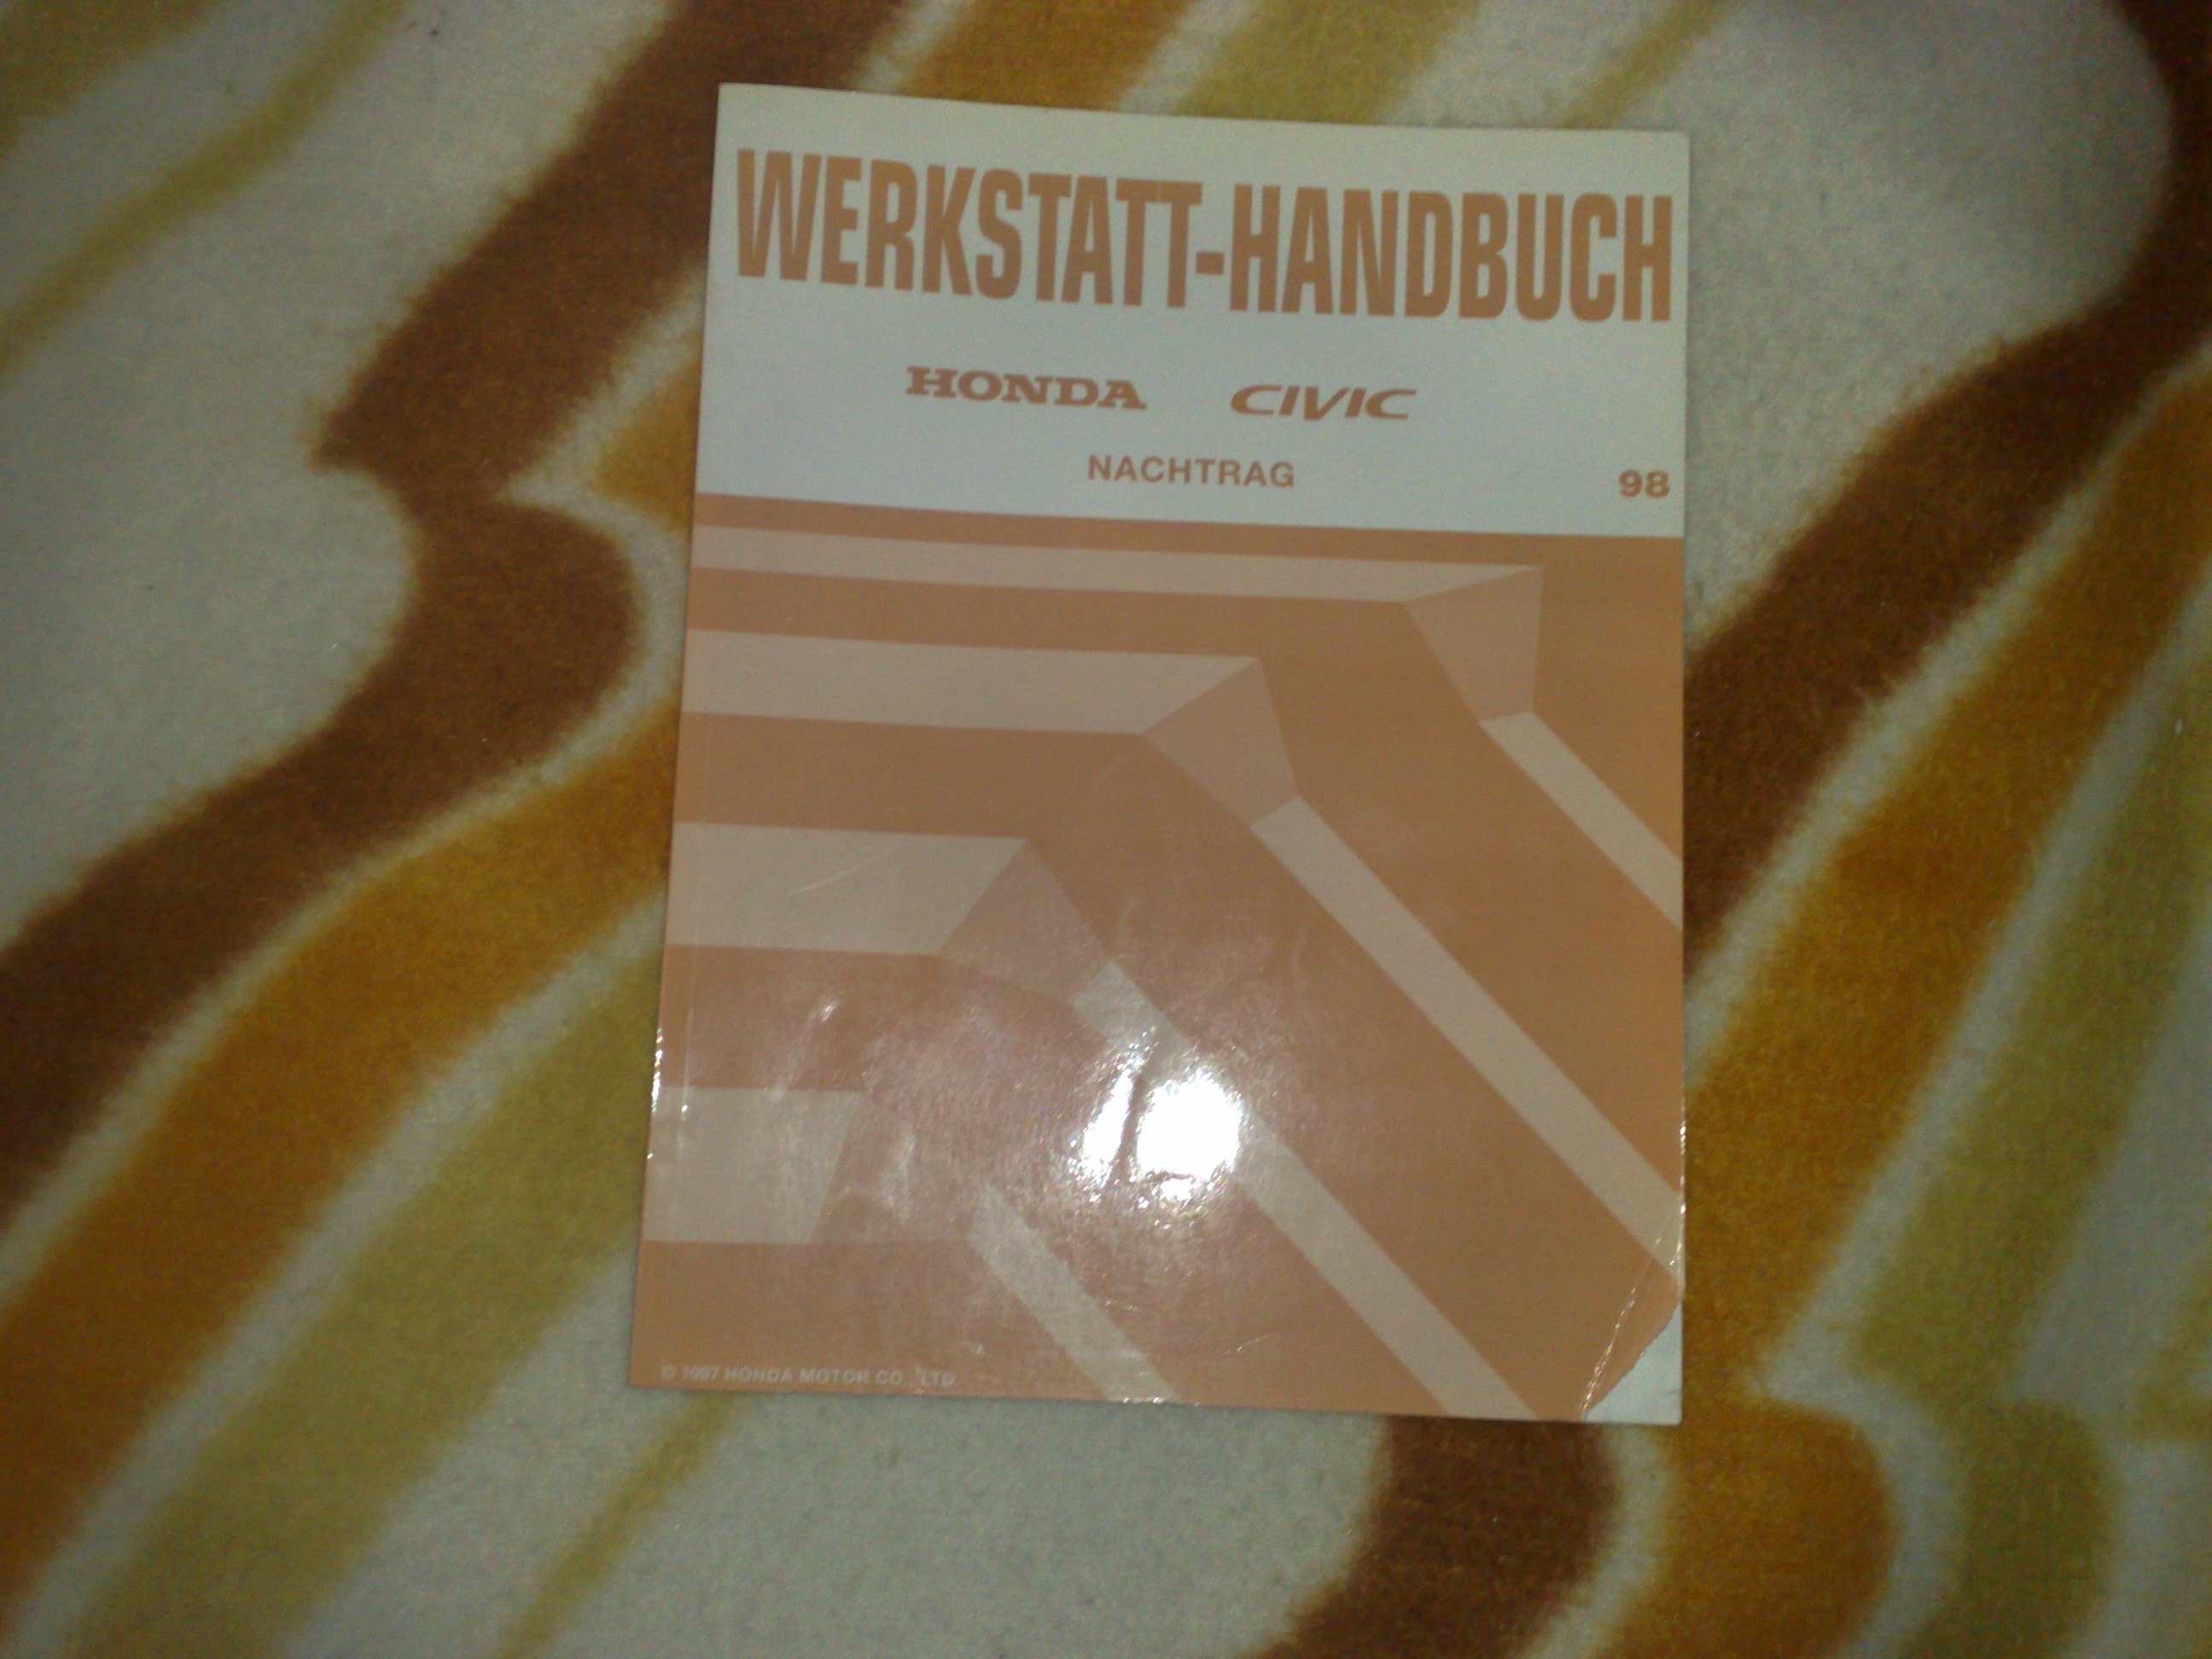 WERKSTATT-HANDBUCH
HONDA CIVIC
NACHTRAG 98
© 1997 HONDA MOTOR CO., LTD